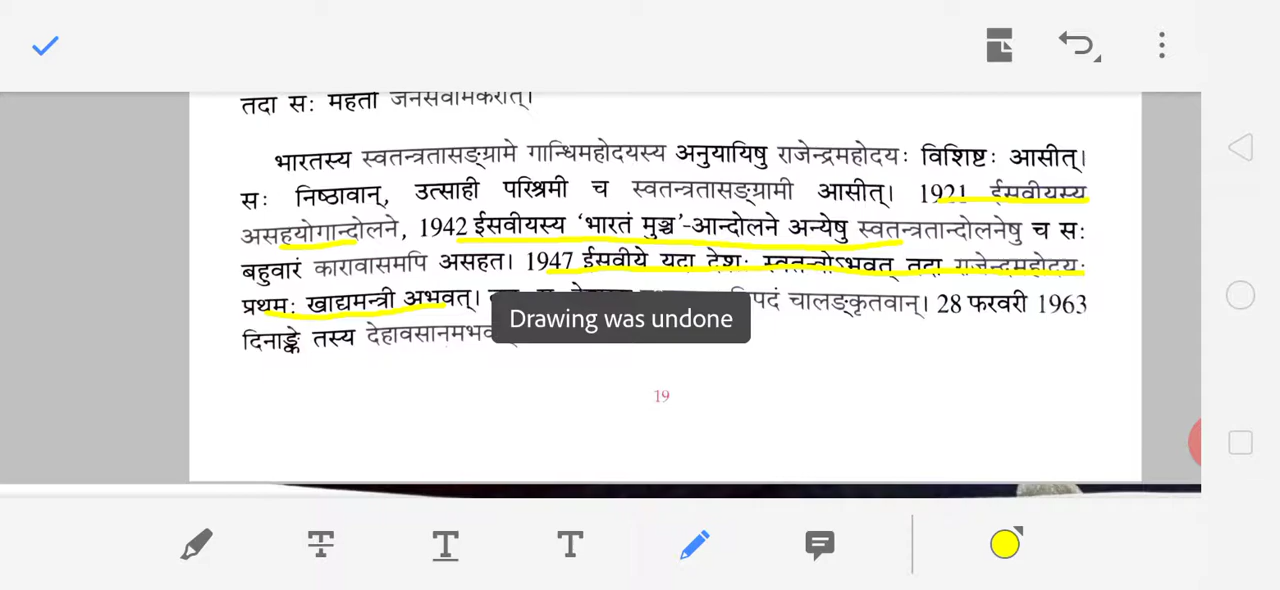 तदा सः महतीं जनसेवामकरोत्।
भारतस्य स्वतन्त्रतासङ्ग्रामे गान्धिमहोदयस्य अनुयायिषु राजेन्द्रमहोदयः विशिष्टः आसीत्।
सः निष्ठावान्, उत्साही परिश्रमी च स्वतन्त्रतासङ्ग्रामी आसीत्। 1921 ईसवीयस्य
असहयोगान्दोलने, 1942 ईसवीयस्य ‘भारतं मुञ्च’-आन्दोलने अन्येषु स्वतन्त्रतान्दोलनेषु च सः
बहुवारं कारावासमपि असहत। 1947 ईसवीये यदा देशः स्वतन्त्रोऽभवत् तदा राजेन्द्रमहोदयः
प्रथमः खाद्यमन्त्री अभवत्। चालङ्कृतवान्। 28 फरवरी 1963
Drawing was undone
दिनाङ्के तस्य
19
T
T
T